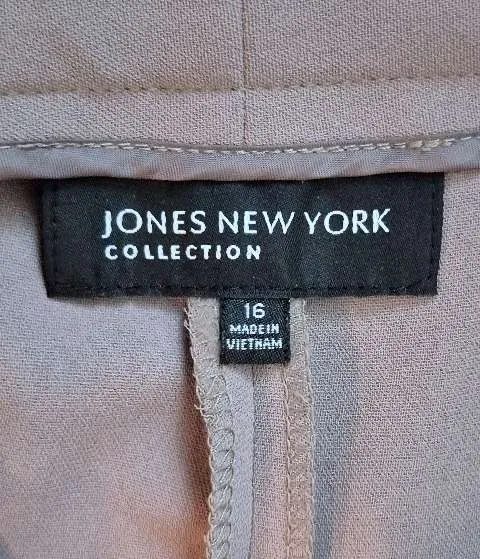 JONES NEW YORK
COLLECTION
16
MADE IN
VIETNAM